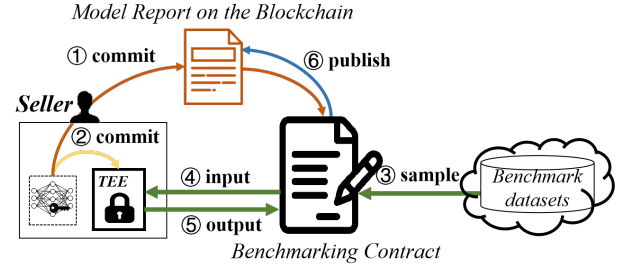 Model Report on the Blockchain
① commit
⑥ publish
Seller
② commit
TEE
④ input
③ sample
Benchmark
datasets
⑤ output
Benchmarking Contract